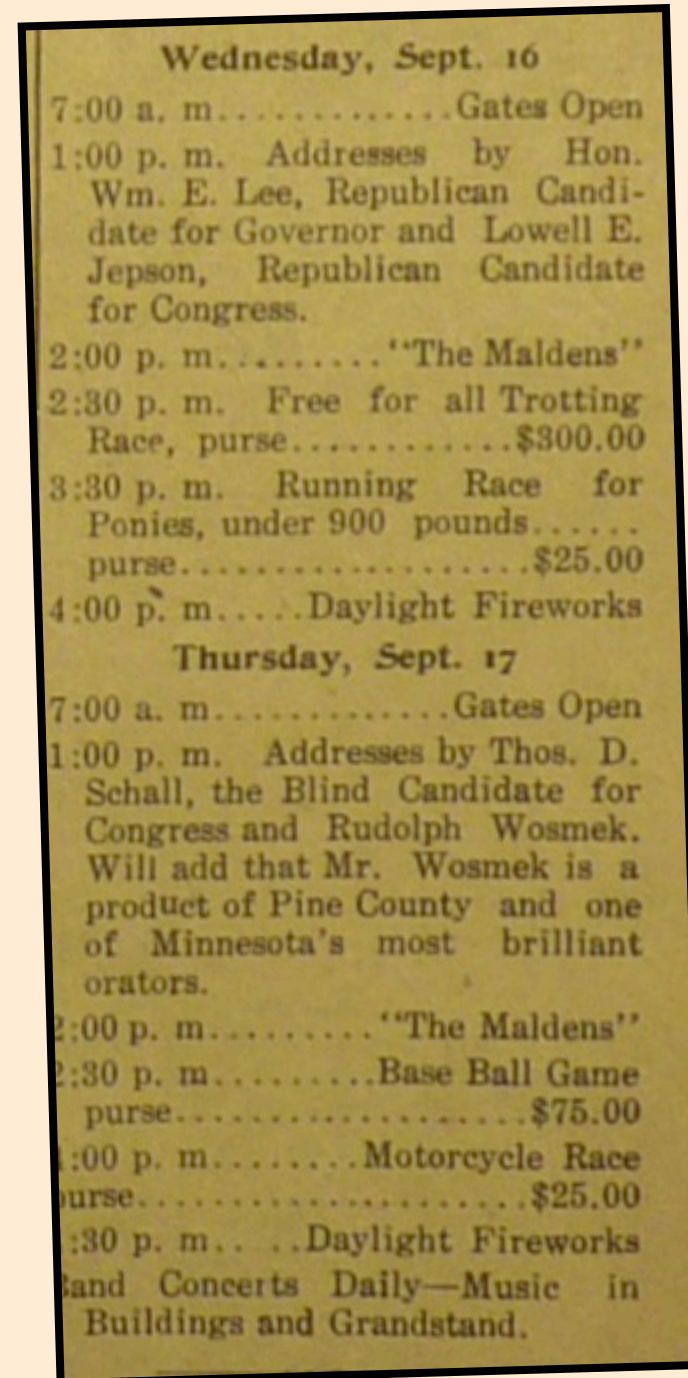 Wednesday, Sept. 16
7:00 a. m.............Gates Open
1:00 p. m. Addresses by Hon.
Wm. E. Lee, Republican Candi-
date for Governor and Lowell E.
Jepson, Republican Candidate
for Congress.
2:00 p. m.........‘‘The Maldens’’
2:30 p. m. Free for all Trotting
Race, purse............$300.00
3:30 p. m. Running Race for
Ponies, under 900 pounds......
purse...................$25.00
4:00 p. m.....Daylight Fireworks
Thursday, Sept. 17
7:00 a. m.............Gates Open
1:00 p. m. Addresses by Thos. D.
Schall, the Blind Candidate for
Congress and Rudolph Wosmek.
Will add that Mr. Wosmek is a
product of Pine County and one
of Minnesota's most brilliant
orators.
2:00 p. m.........‘‘The Maldens’’
2:30 p. m.........Base Ball Game
purse...................$75.00
:00 p. m........Motorcycle Race
purse.....................$25.00
:30 p. m.. ..Daylight Fireworks
Band Concerts Daily—Music in
Buildings and Grandstand.